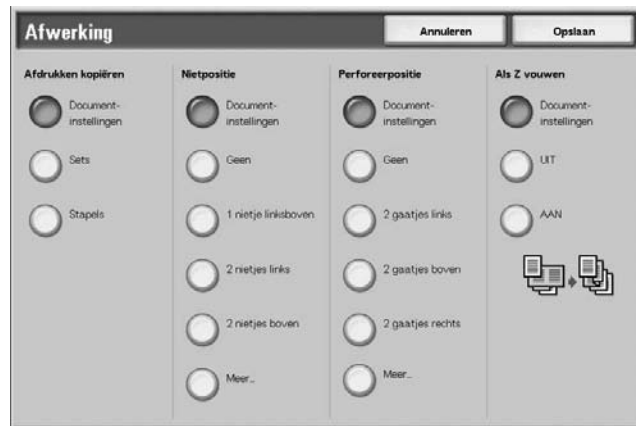 Afwerking
Annuleren
Opslaan
Afdrukken kopiëren
Document-
instellingen
Sets
Stapels
Nietpositie
Document-
instellingen
Geen
1 nietje linksboven
2 nietjes links
2 nietjes boven
Meer...
Perforeerpositie
Document-
instellingen
Geen
2 gaatjes links
2 gaatjes boven
2 gaatjes rechts
Meer...
Als Z vouwen
Document-
instellingen
UIT
AAN